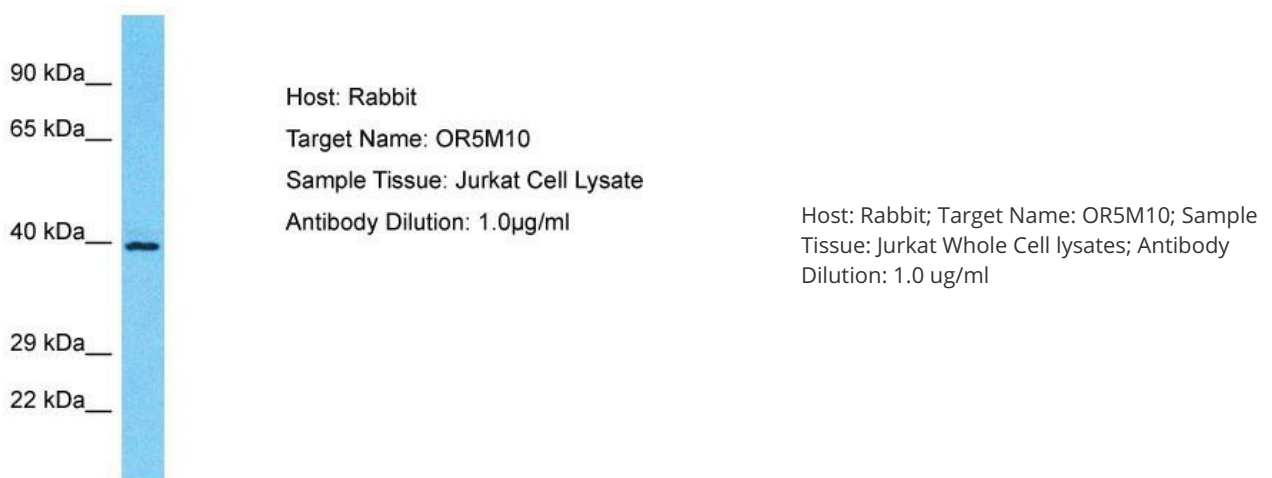 90 kDa__
65 kDa__
40 kDa__
29 kDa__
22 kDa__
Host: Rabbit
Target Name: OR5M10
Sample Tissue: Jurkat Cell Lysate
Antibody Dilution: 1.0µg/ml
Host: Rabbit; Target Name: OR5M10; Sample
Tissue: Jurkat Whole Cell lysates; Antibody
Dilution: 1.0 ug/ml